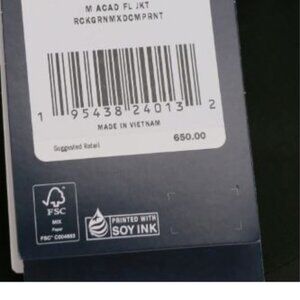 M ACAD FL JKT
RCKGRNMXDCMPRNT
1 95438 24013 2
MADE IN VIETNAM
650.00
Suggested Retail
FSC
MIX
Paper
FSC® C004593
PRINTED WITH
SOY INK